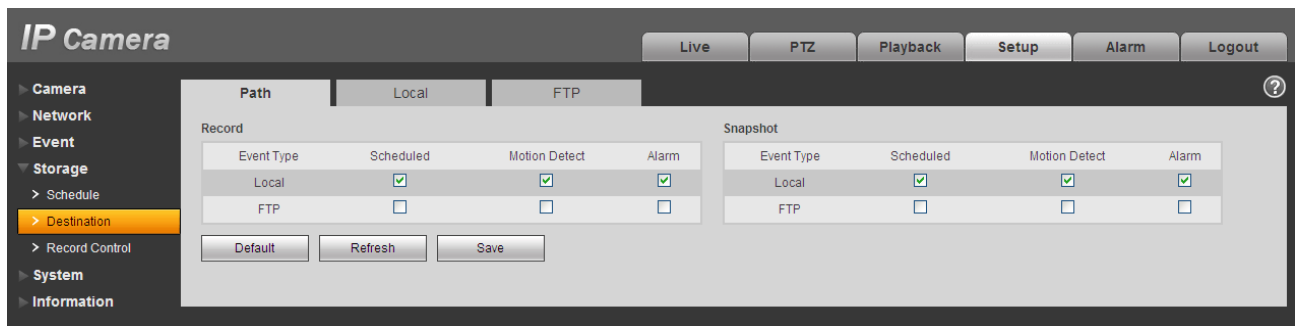 IP Camera
Live PTZ Playback Setup Alarm Logout
Camera
Network
Event
Storage
> Schedule
> Destination
> Record Control
System
Information
Path Local FTP
?
Record
Event Type Scheduled Motion Detect Alarm
Local
FTP
Default Refresh Save
Snapshot
Event Type Scheduled Motion Detect Alarm
Local
FTP